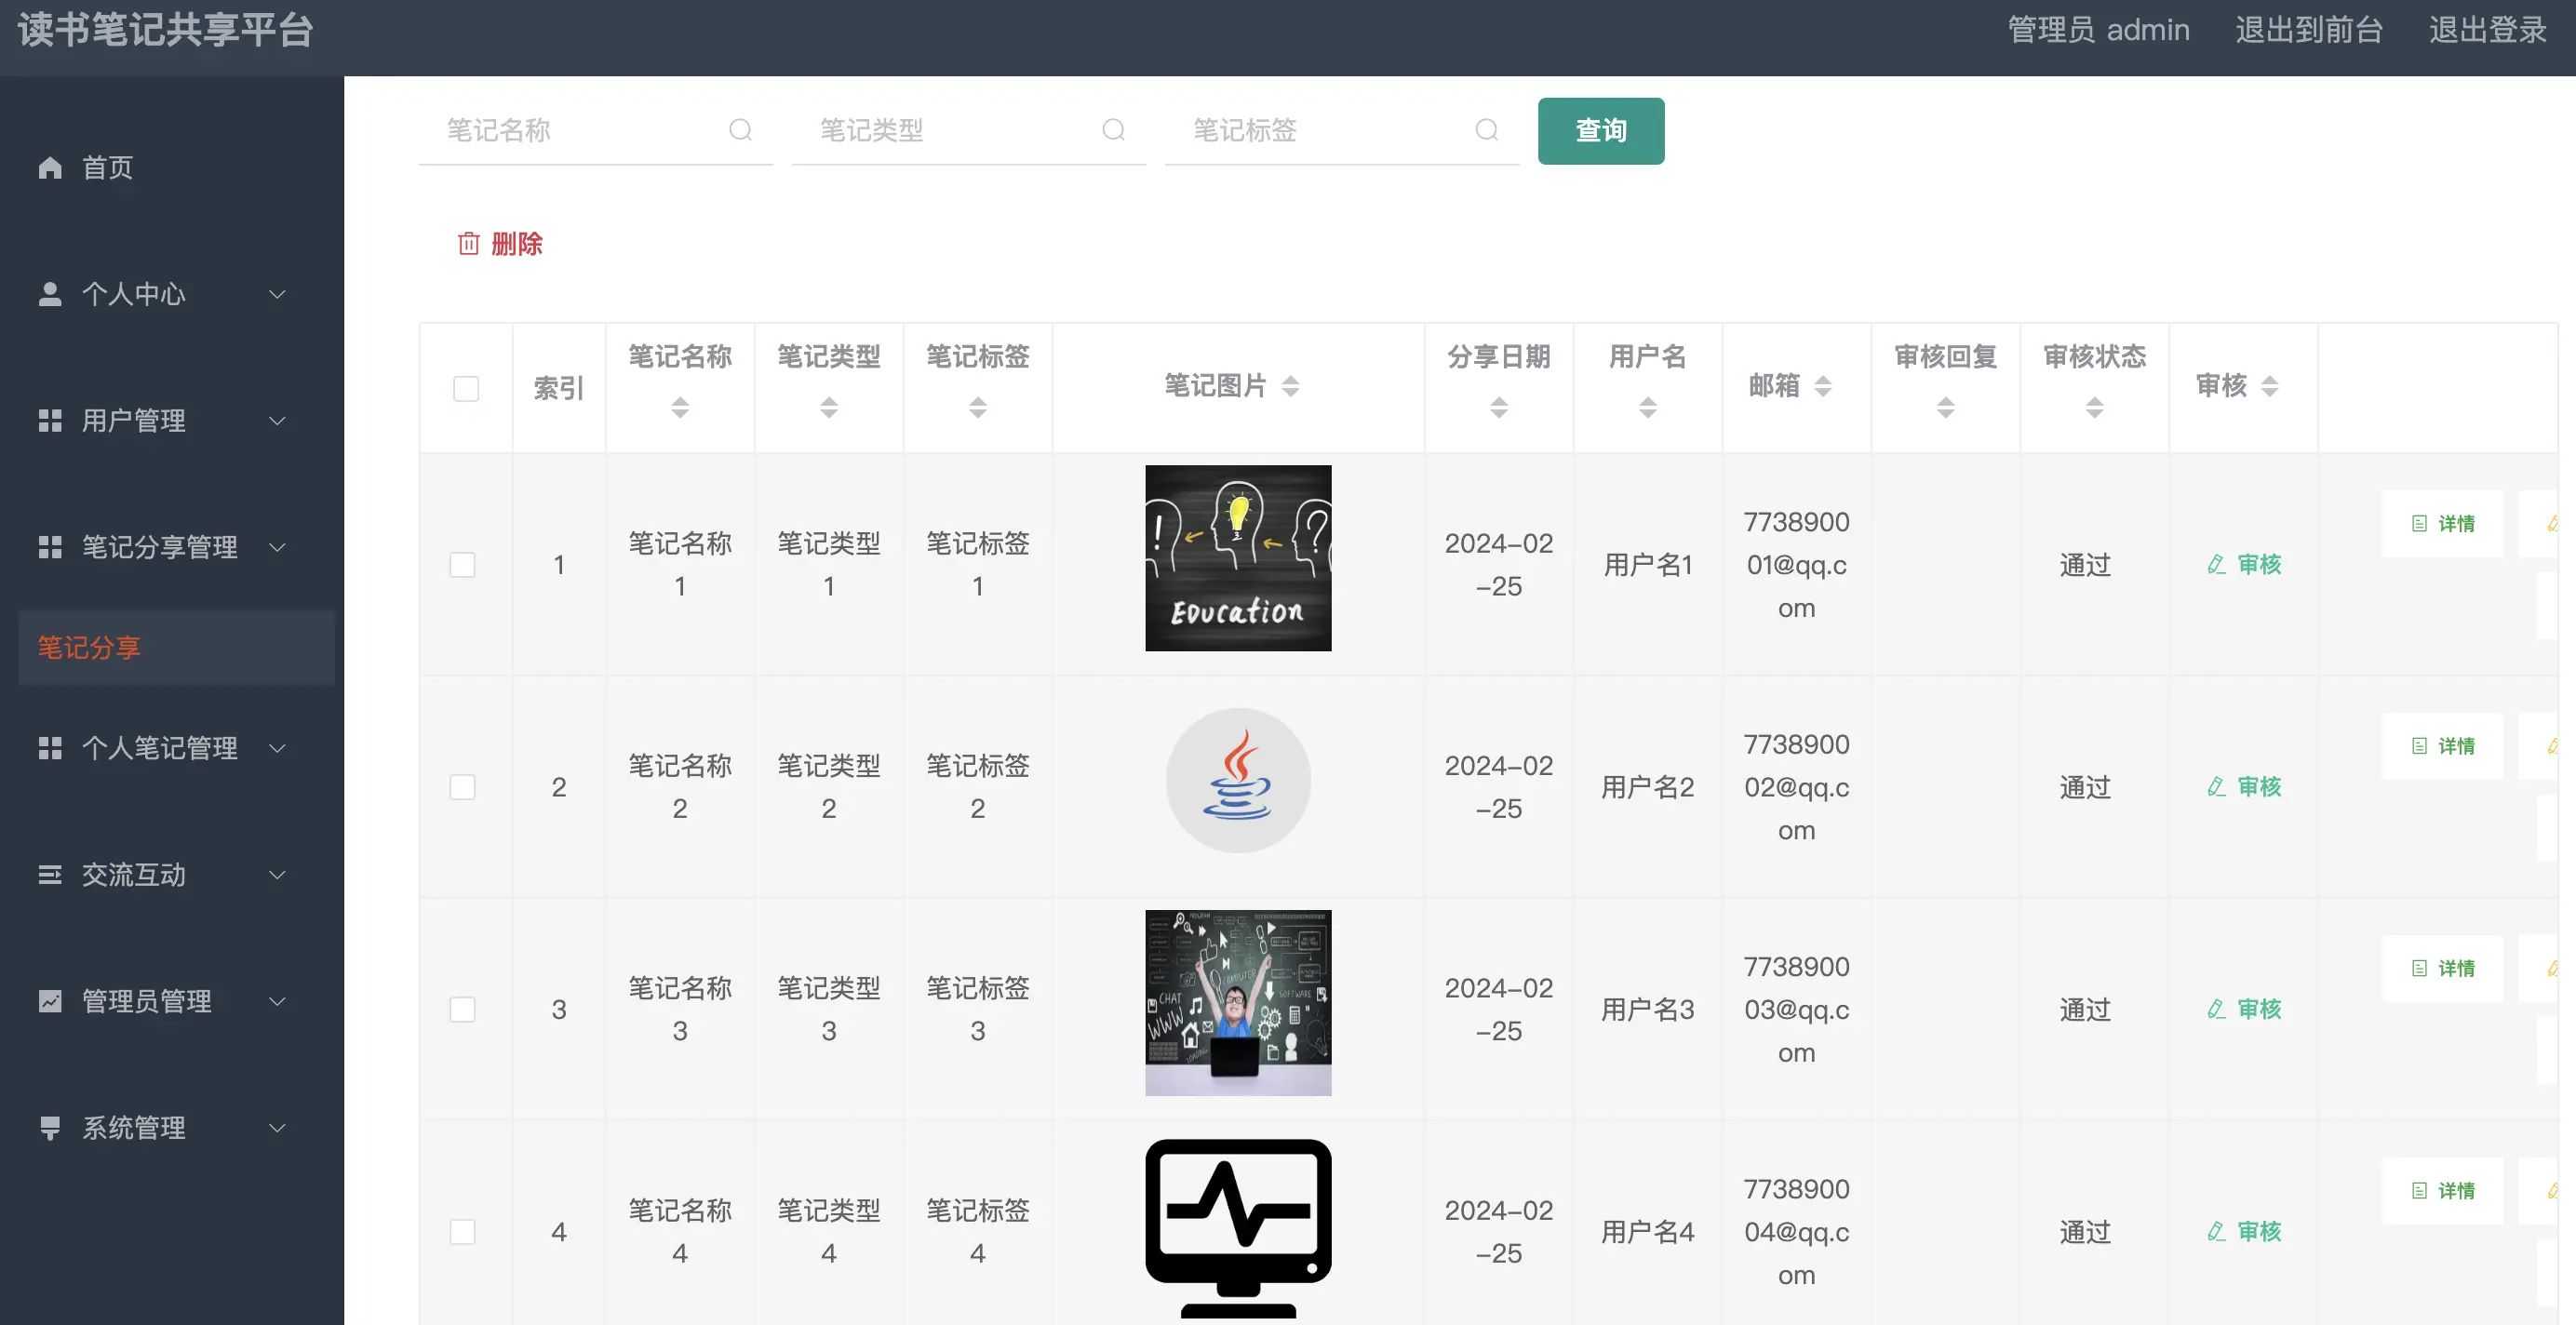 读书笔记共享平台
管理员 admin 退出到前台 退出登录
首页
个人中心
用户管理
笔记分享管理
笔记分享
个人笔记管理
交流互动
管理员管理
系统管理
笔记名称 笔记类型 笔记标签 查询
删除
索引 笔记名称 笔记类型 笔记标签 笔记图片 分享日期 用户名 邮箱 审核回复 审核状态 审核
1 笔记名称1 笔记类型1 笔记标签1 2024-02-25 用户名1 773890001@qq.com 通过 审核 详情
! ?
Education
2 笔记名称2 笔记类型2 笔记标签2 2024-02-25 用户名2 773890002@qq.com 通过 审核 详情
3 笔记名称3 笔记类型3 笔记标签3 2024-02-25 用户名3 773890003@qq.com 通过 审核 详情
COMPUTER
CHAT
SOFTWARE
WWW
LOADING
4 笔记名称4 笔记类型4 笔记标签4 2024-02-25 用户名4 773890004@qq.com 通过 审核 详情